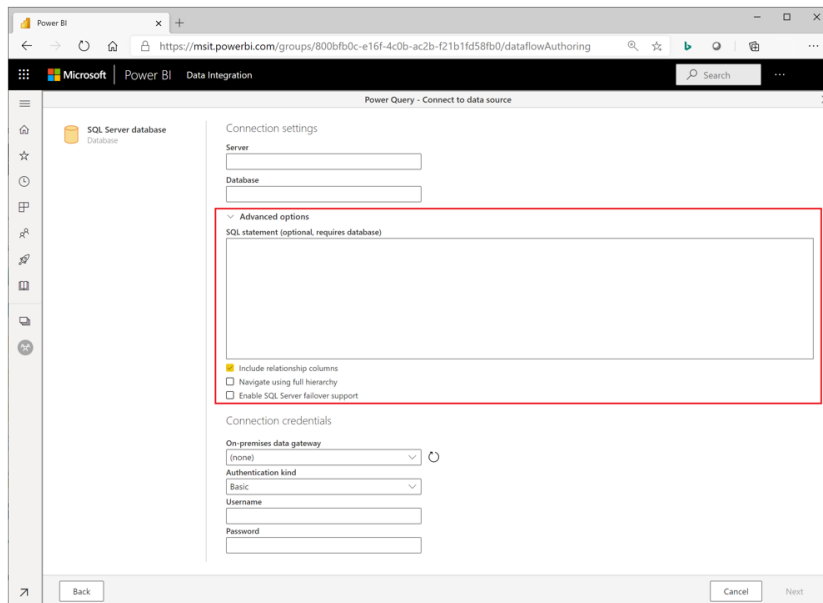 Power BI
https://msit.powerbi.com/groups/800bfb0c-e16f-4c0b-ac2b-f21b1fd58fb0/dataflowAuthoring
Microsoft Power BI Data Integration Search
Power Query - Connect to data source
SQL Server database
Database
Connection settings
Server
Database
Advanced options
SQL statement (optional, requires database)
Include relationship columns
Navigate using full hierarchy
Enable SQL Server failover support
Connection credentials
On-premises data gateway
(none)
Authentication kind
Basic
Username
Password
Back Cancel Next